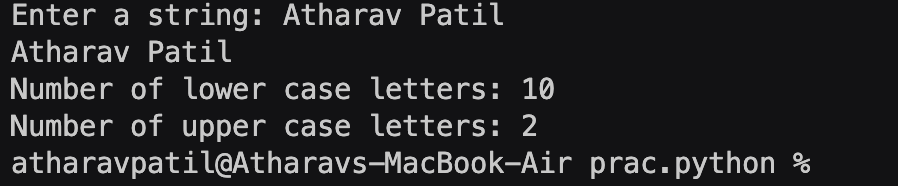 Enter a string: Atharav Patil
Atharav Patil
Number of lower case letters: 10
Number of upper case letters: 2
atharavpatil@Atharavs-MacBook-Air prac.python %